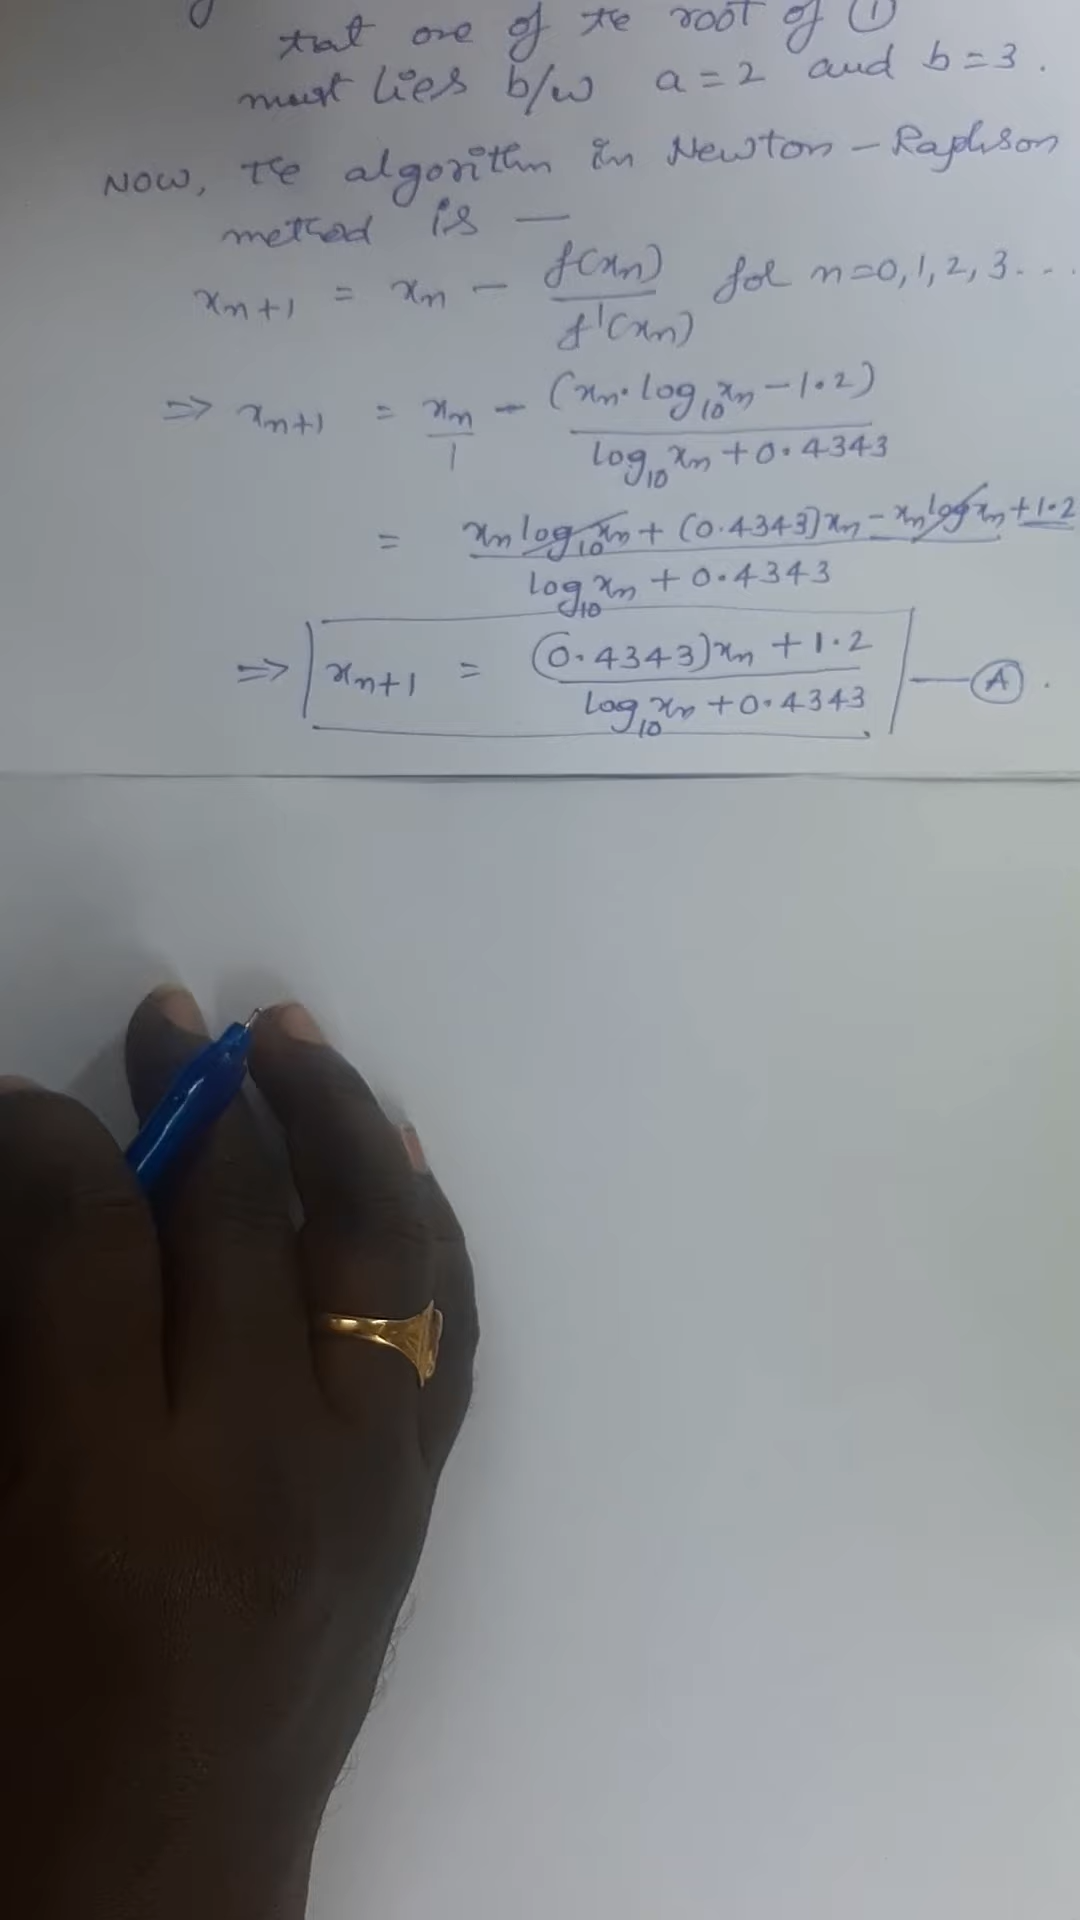 that one of the root of ①
must lies b/w a = 2 and b = 3.
NOW, the algorithm in Newton - Raphson
method is —
xn+1 = xn - f(xn)/f'(xn) for n=0,1,2,3...
⇒ xn+1 = xn/1 - (xn·log10 xn - 1.2)/(log10 xn + 0.4343)
= (xn log10 xn + (0.4343)xn - xn log xn + 1.2)/(log10 xn + 0.4343)
⇒ xn+1 = ((0.4343)xn + 1.2)/(log10 xn + 0.4343) — Ⓐ.